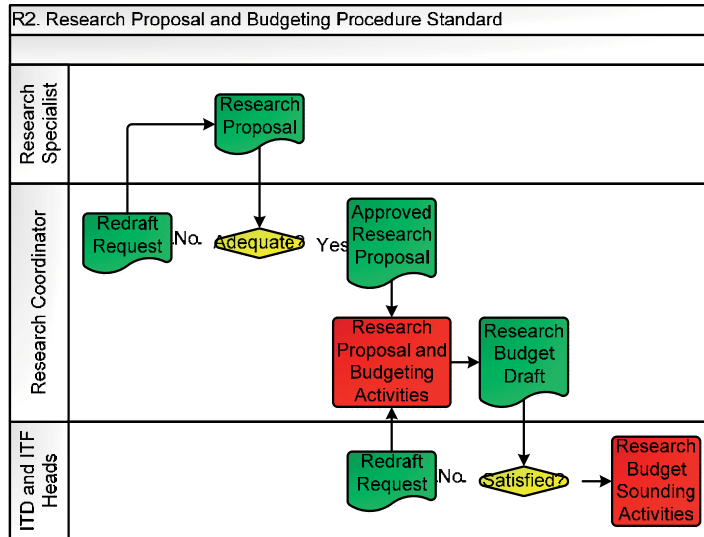 R2. Research Proposal and Budgeting Procedure Standard
Research
Specialist
Research
Proposal
Research Coordinator
Redraft
Request
No.
Adequate?
Yes
Approved
Research
Proposal
Research
Proposal and
Budgeting
Activities
Research
Budget
Draft
ITD and ITF
Heads
Redraft
Request
No.
Satisfied?
Research
Budget
Sounding
Activities